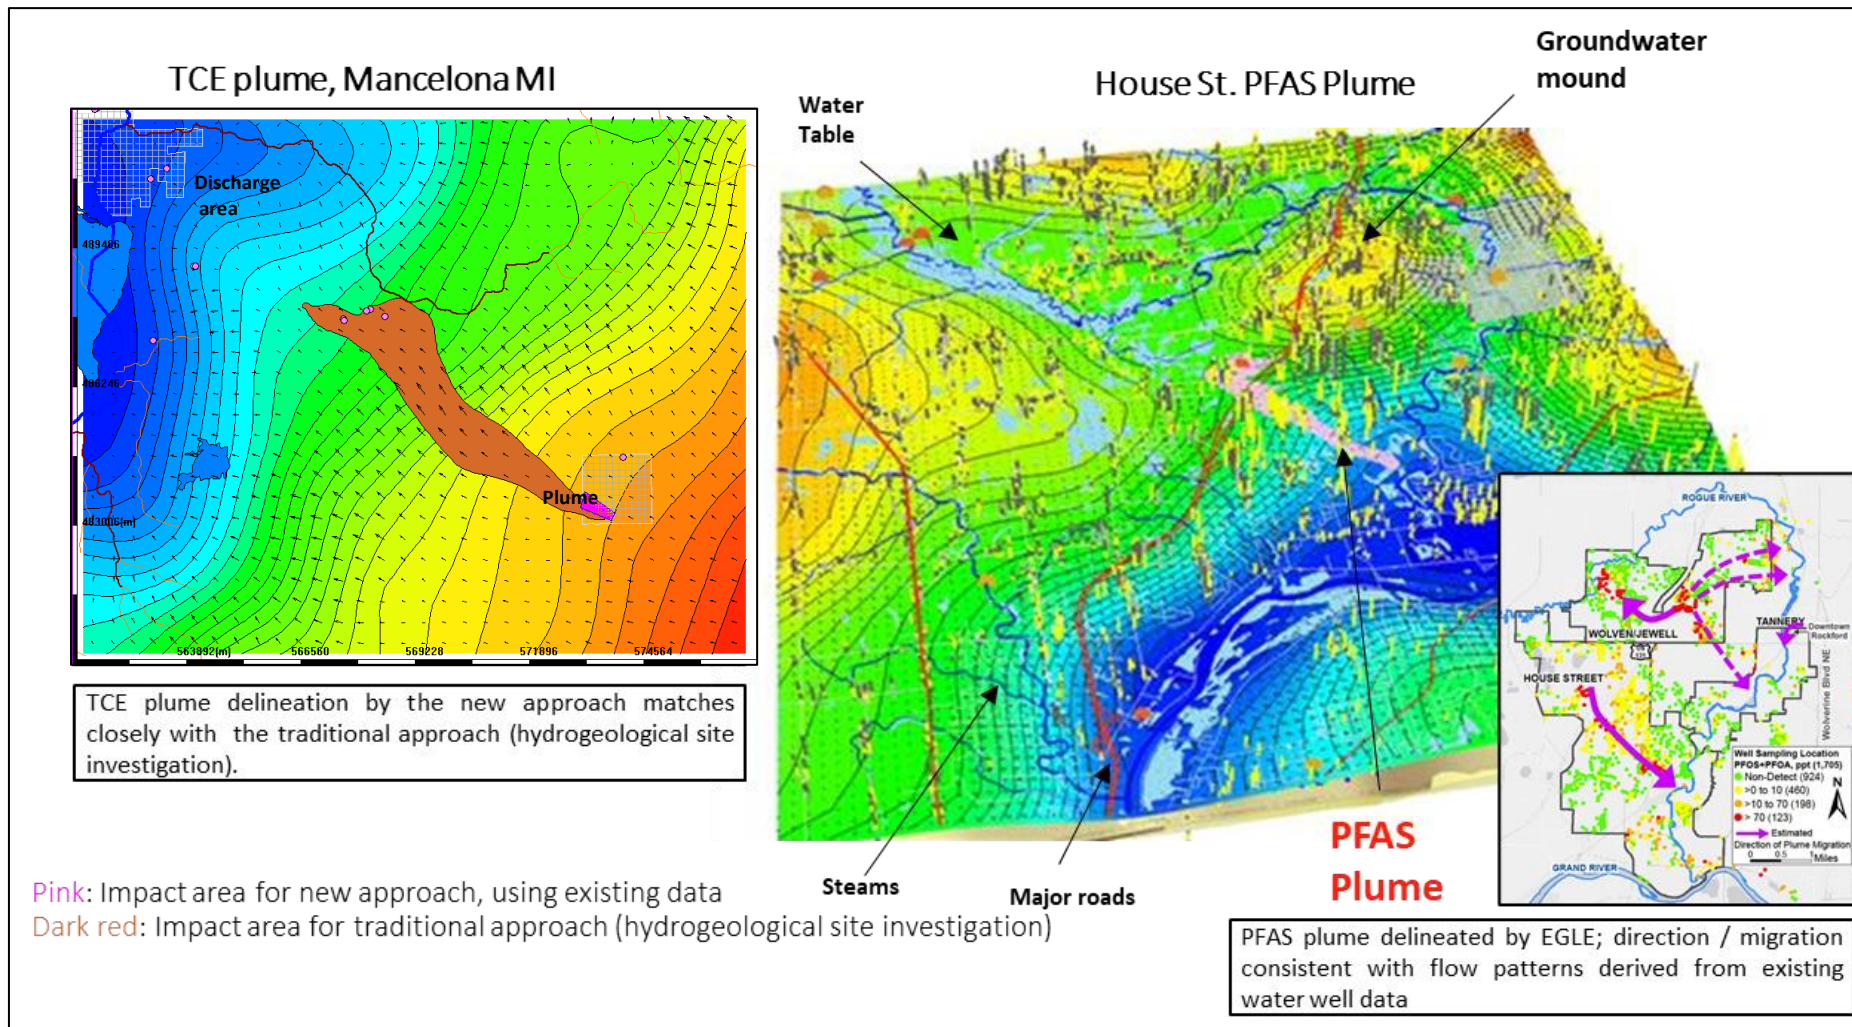 TCE plume, Mancelona MI
Discharge
area
489486
486246
Plume
563892(m)
566560
569228
571896
574564
TCE plume delineation by the new approach matches
closely with the traditional approach (hydrogeological site
investigation).
Pink: Impact area for new approach, using existing data
Dark red: Impact area for traditional approach (hydrogeological site investigation)
House St. PFAS Plume
Groundwater
mound
Water
Table
Steams
Major roads
PFAS
Plume
ROGUE RIVER
WOLVEN/JEWELL
TANNERY
Downtown
Rockford
HOUSE STREET
Wolverine Blvd NE
GRAND RIVER
Well Sampling Location
PFOS+PFOA, ppt (1,705)
Non-Detect (924)
>0 to 10 (460)
>10 to 70 (198)
> 70 (123)
N
Estimated
Direction of Plume Migration
0 0.5 1
Miles
PFAS plume delineated by EGLE; direction / migration
consistent with flow patterns derived from existing
water well data